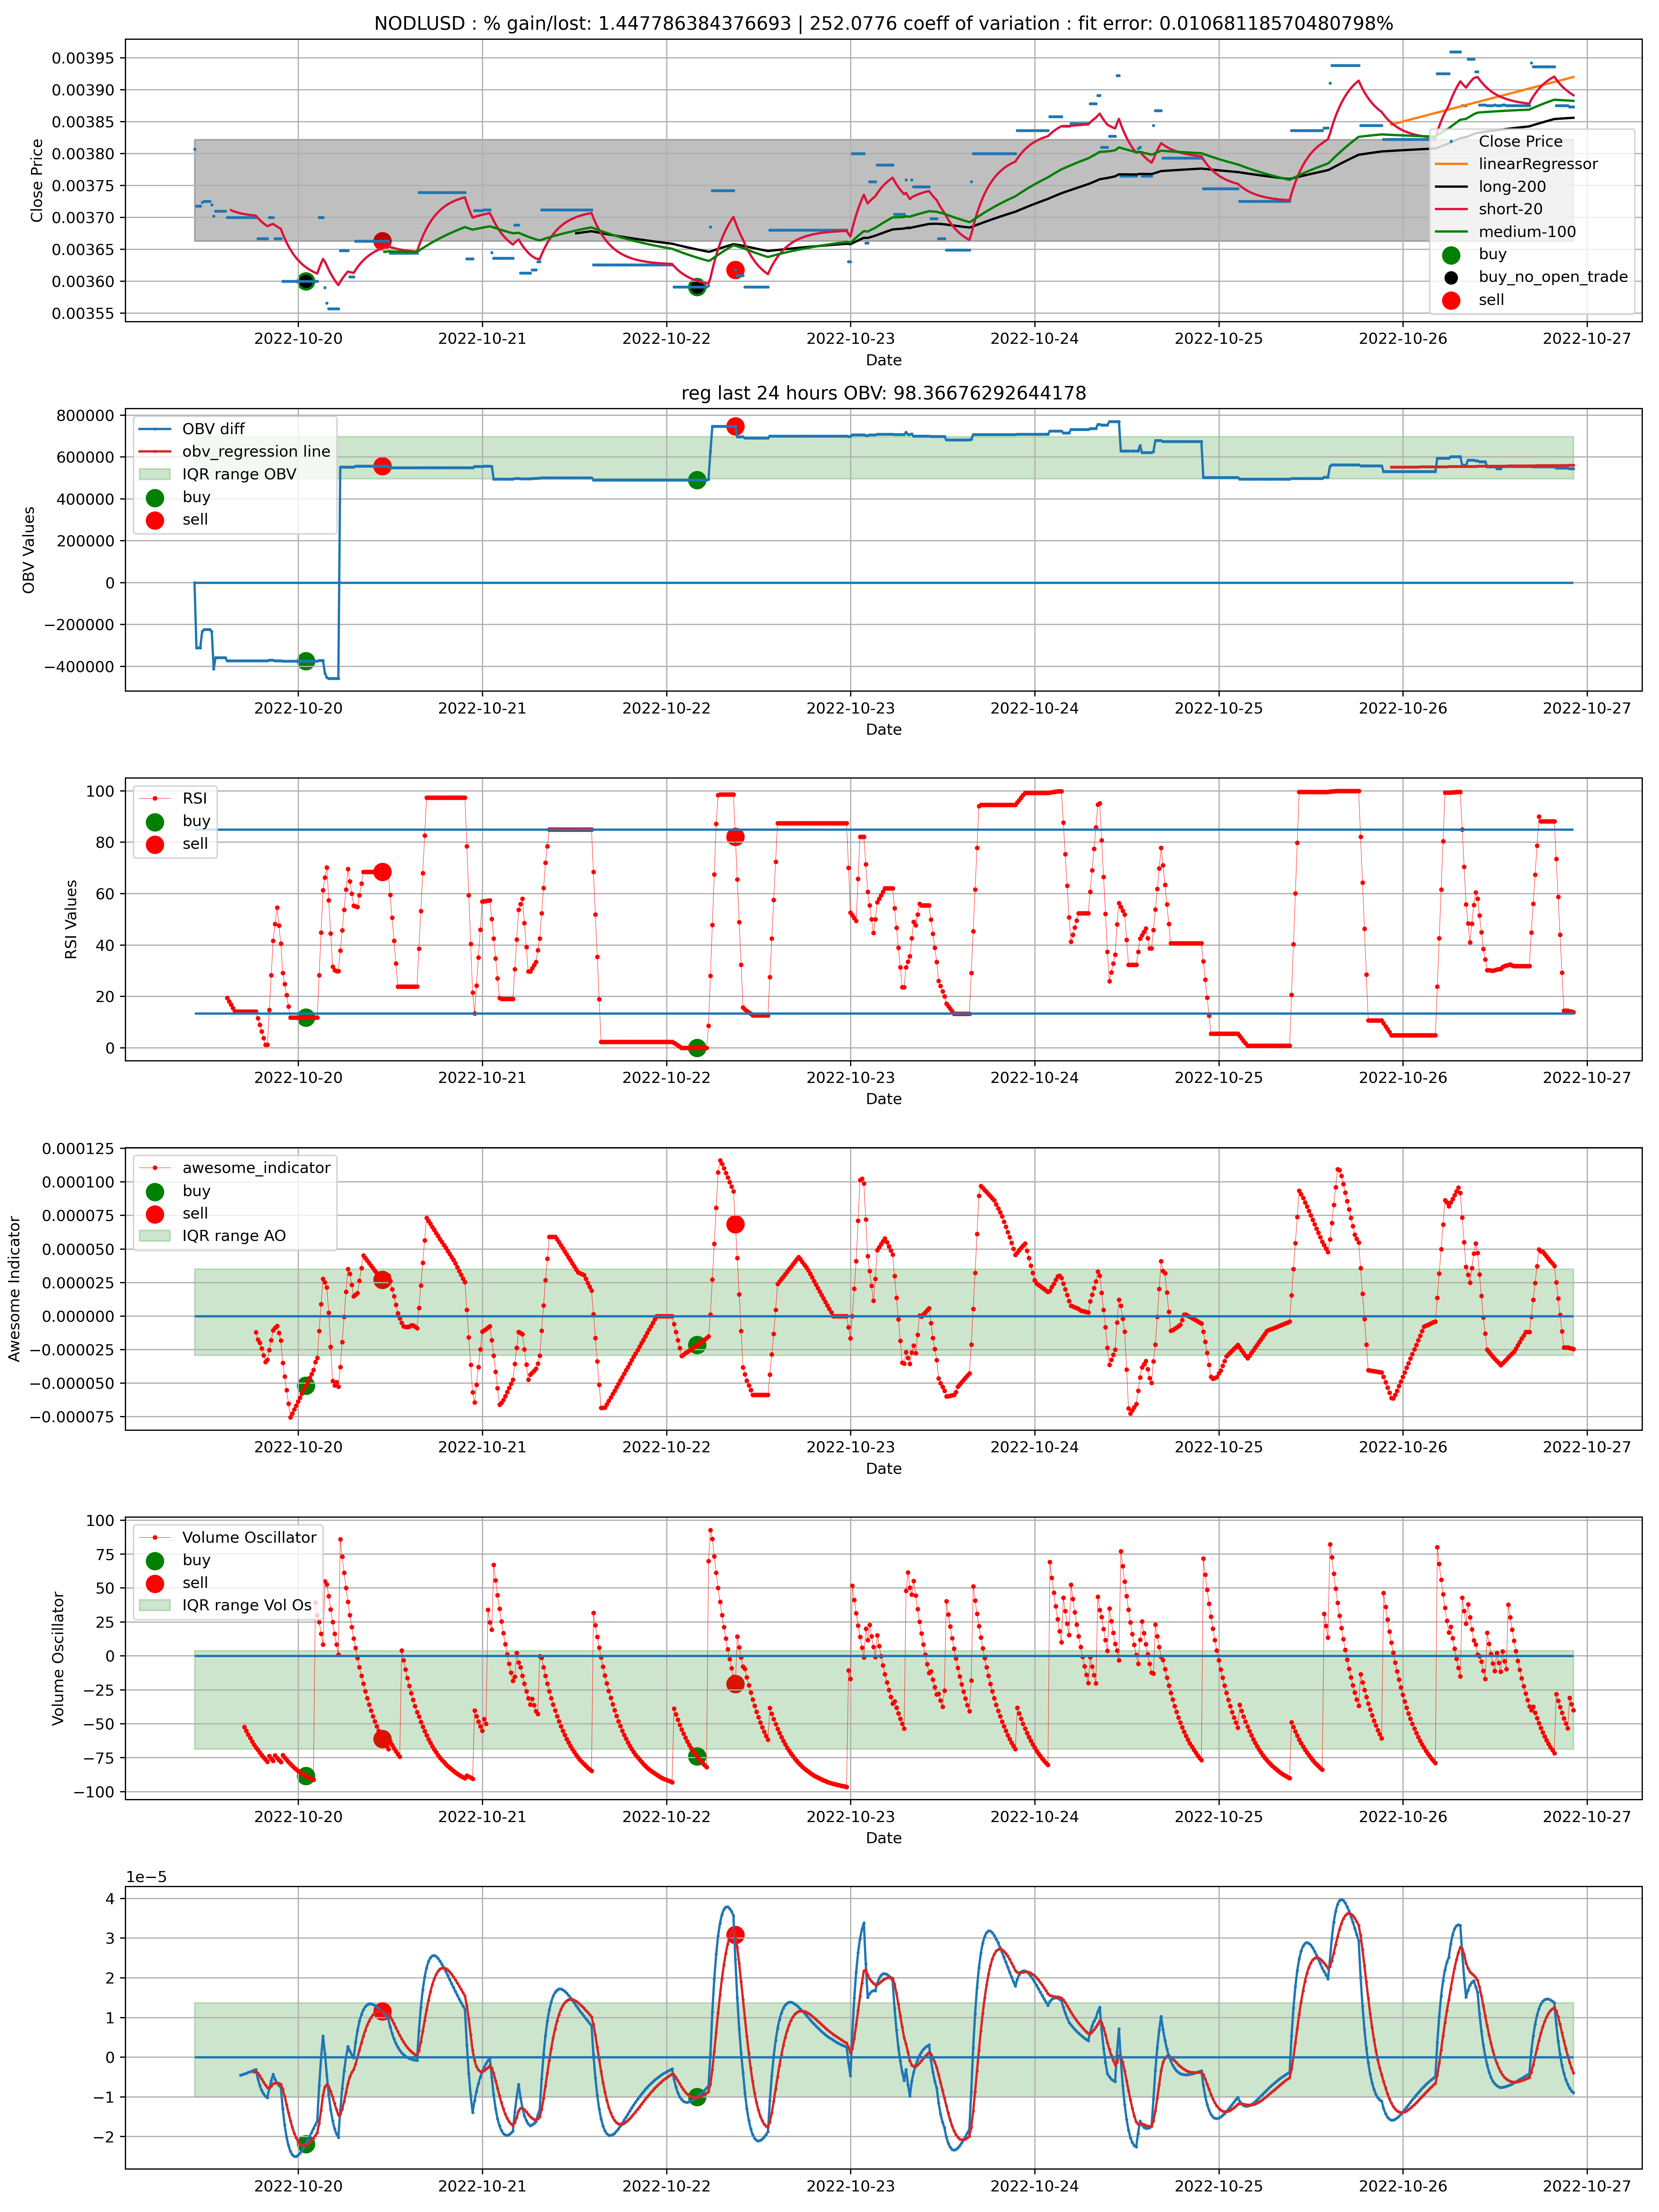 NODLUSD : % gain/lost: 1.447786384376693 | 252.0776 coeff of variation : fit error: 0.01068118570480798%
Close Price
0.00395
0.00390
0.00385
0.00380
0.00375
0.00370
0.00365
0.00360
0.00355
Close Price
linearRegressor
long-200
short-20
medium-100
buy
buy_no_open_trade
sell
2022-10-20 2022-10-21 2022-10-22 2022-10-23 2022-10-24 2022-10-25 2022-10-26 2022-10-27
Date
reg last 24 hours OBV: 98.36676292644178
OBV Values
800000
600000
400000
200000
0
−200000
−400000
OBV diff
obv_regression line
IQR range OBV
buy
sell
2022-10-20 2022-10-21 2022-10-22 2022-10-23 2022-10-24 2022-10-25 2022-10-26 2022-10-27
Date
RSI Values
100
80
60
40
20
0
RSI
buy
sell
2022-10-20 2022-10-21 2022-10-22 2022-10-23 2022-10-24 2022-10-25 2022-10-26 2022-10-27
Date
Awesome Indicator
0.000125
0.000100
0.000075
0.000050
0.000025
0.000000
−0.000025
−0.000050
−0.000075
awesome_indicator
buy
sell
IQR range AO
2022-10-20 2022-10-21 2022-10-22 2022-10-23 2022-10-24 2022-10-25 2022-10-26 2022-10-27
Date
Volume Oscillator
100
75
50
25
0
−25
−50
−75
−100
Volume Oscillator
buy
sell
IQR range Vol Os
2022-10-20 2022-10-21 2022-10-22 2022-10-23 2022-10-24 2022-10-25 2022-10-26 2022-10-27
Date
1e−5
4
3
2
1
0
−1
−2
2022-10-20 2022-10-21 2022-10-22 2022-10-23 2022-10-24 2022-10-25 2022-10-26 2022-10-27